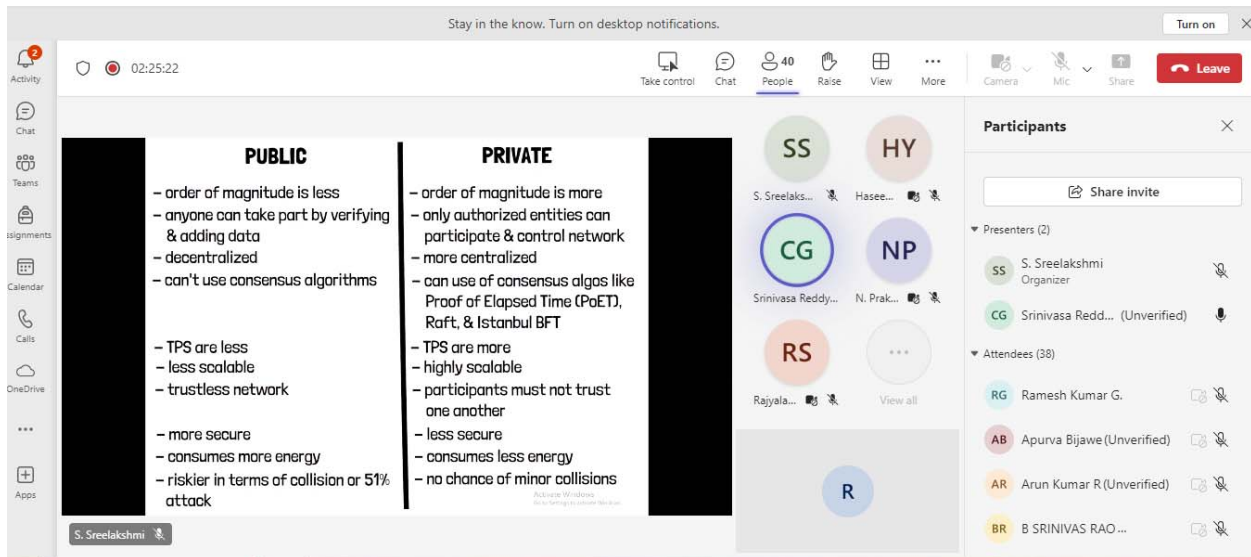 Stay in the know. Turn on desktop notifications.
Turn on
2
Activity
Chat
Teams
ssignments
Calendar
Calls
OneDrive
Apps
02:25:22
Take control
Chat
40
People
Raise
View
More
Camera
Mic
Share
Leave
PUBLIC
– order of magnitude is less
– anyone can take part by verifying
& adding data
– decentralized
– can't use consensus algorithms
– TPS are less
– less scalable
– trustless network
– more secure
– consumes more energy
– riskier in terms of collision or 51%
attack
PRIVATE
– order of magnitude is more
– only authorized entities can
participate & control network
– more centralized
– can use of consensus algos like
Proof of Elapsed Time (PoET),
Raft, & Istanbul BFT
– TPS are more
– highly scalable
– participants must not trust
one another
– less secure
– consumes less energy
– no chance of minor collisions
Activate Windows
Go to Settings to activate Windows.
S. Sreelakshmi
SS
S. Sreelaks...
HY
Hasee...
CG
Srinivasa Reddy...
NP
N. Prak...
RS
Rajyala...
View all
R
Participants
Share invite
Presenters (2)
SS
S. Sreelakshmi
Organizer
CG
Srinivasa Redd... (Unverified)
Attendees (38)
RG
Ramesh Kumar G.
AB
Apurva Bijawe (Unverified)
AR
Arun Kumar R (Unverified)
BR
B SRINIVAS RAO ...